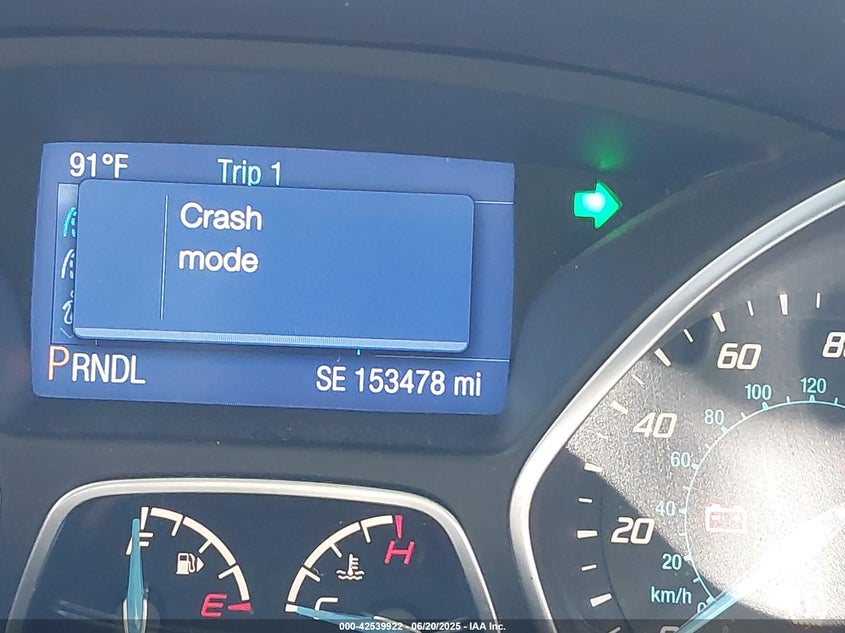 91°F Trip 1
Crash
mode
PRNDL SE 153478 mi
60
100 120
40
80
60
40
20
20
km/h
0
F
E
H
C
000-42539922 - 06/20/2025 - IAA Inc.